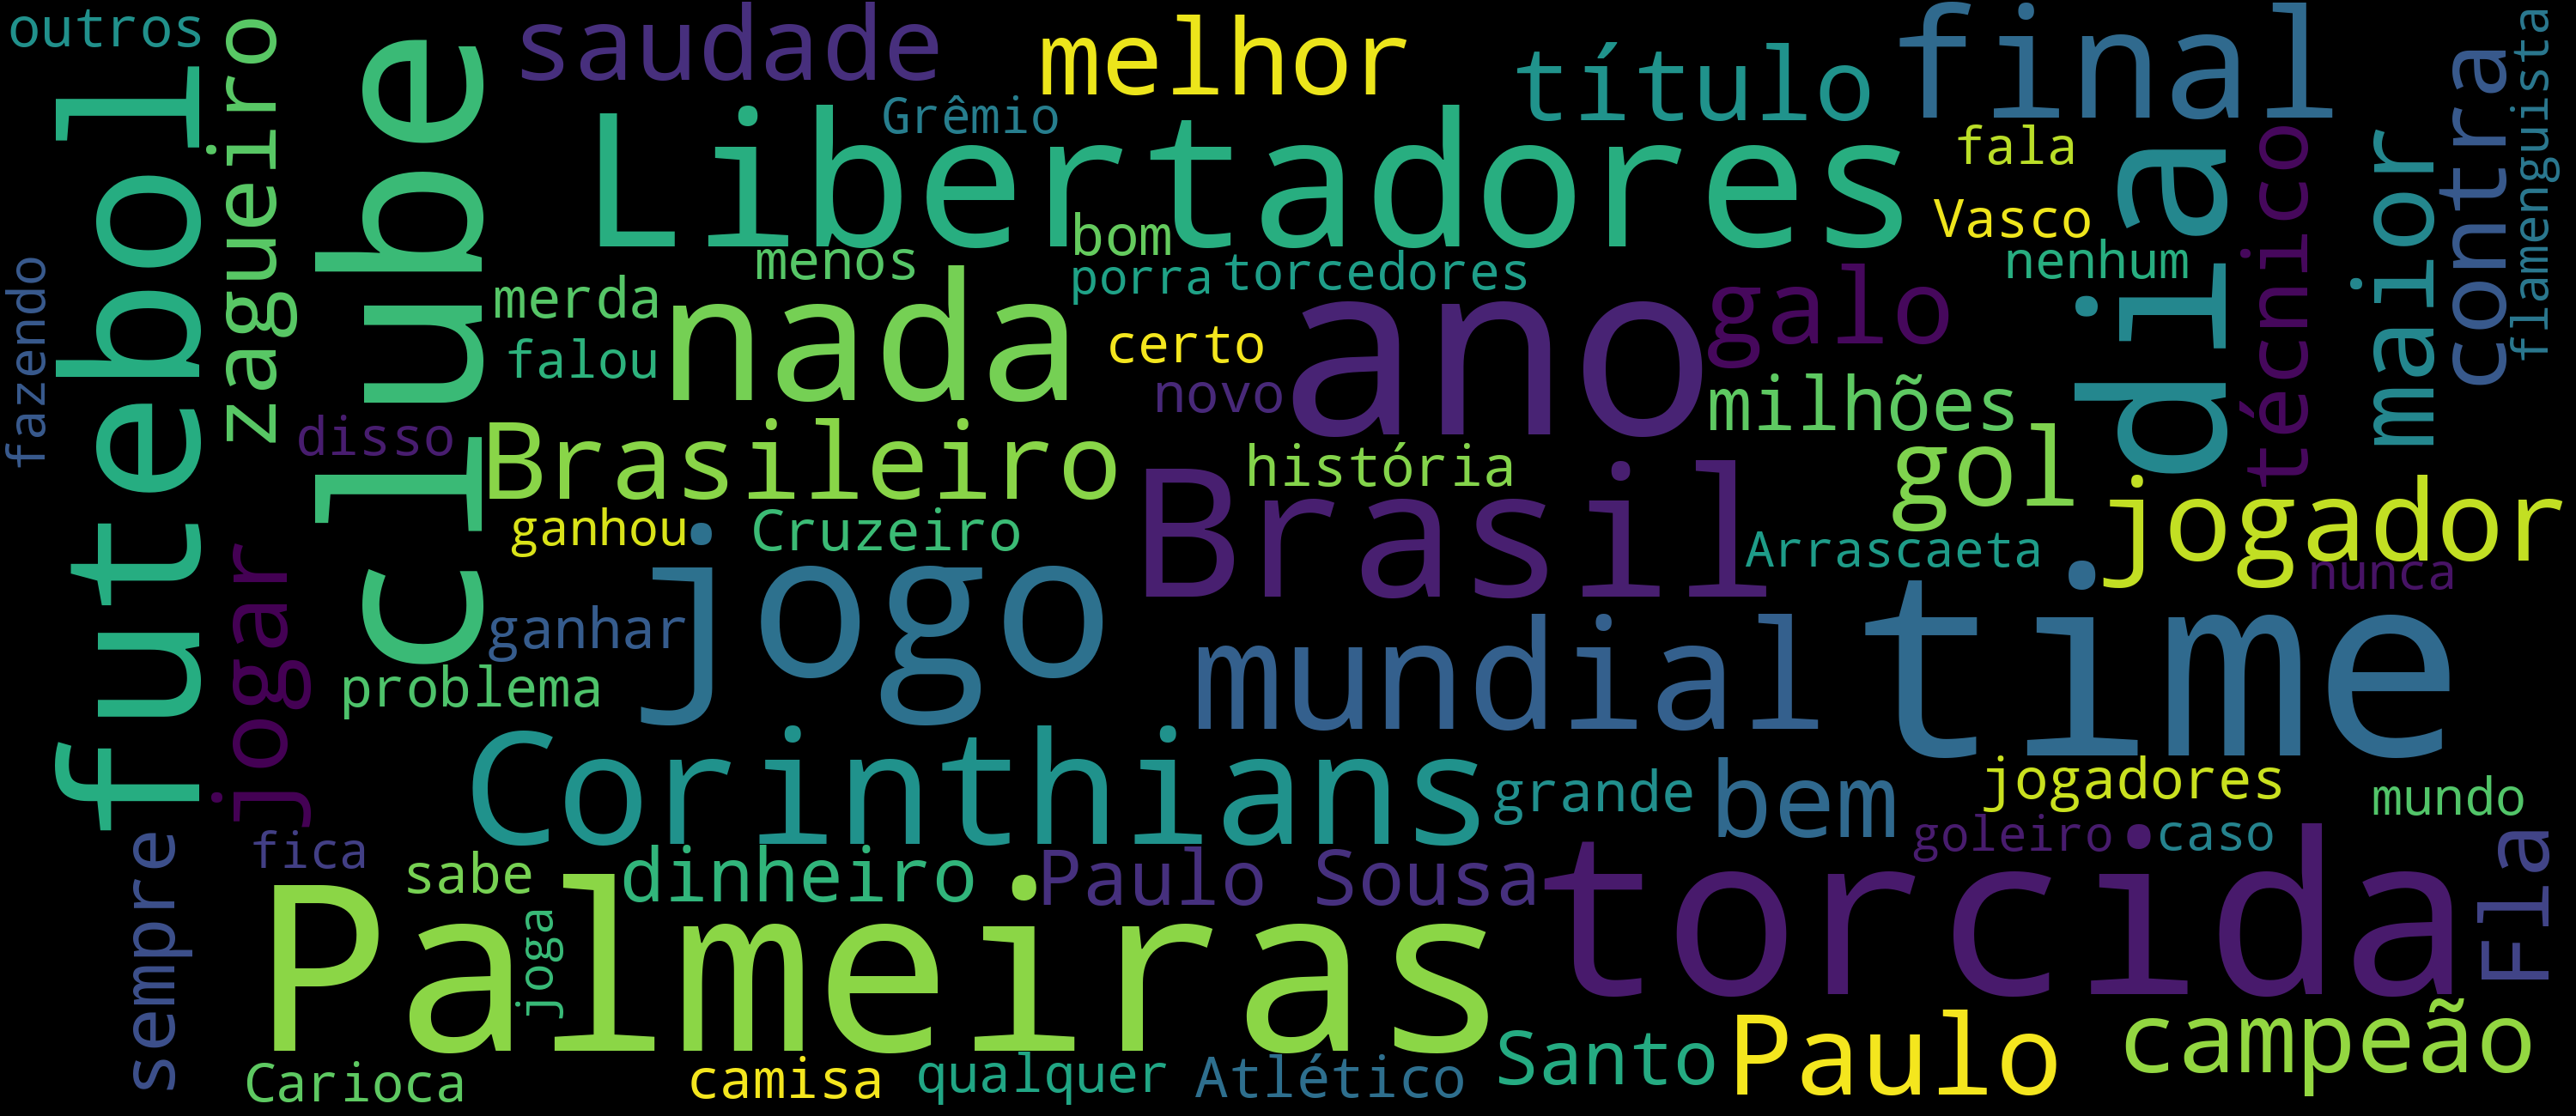 outros
saudade
melhor
título
final
Grêmio
Libertadores
fala
Vasco
futebol
zagueiro
clube
fazendo
bom
menos
porra
torcedores
nenhum
dia
técnico
maior
contra
flamenguista
merda
nada
ano
galo
falou
certo
novo
milhões
disso
Brasileiro
história
gol
jogador
Brasil
ganhou
Cruzeiro
Arrascaeta
nunca
jogo
time
jogar
ganhar
mundial
problema
Corinthians
grande
bem
jogadores
mundo
sempre
fica
sabe
dinheiro
Paulo Sousa
goleiro
caso
torcida
Fla
Palmeiras
joga
Santo
Paulo
campeão
Carioca
camisa
qualquer
Atlético